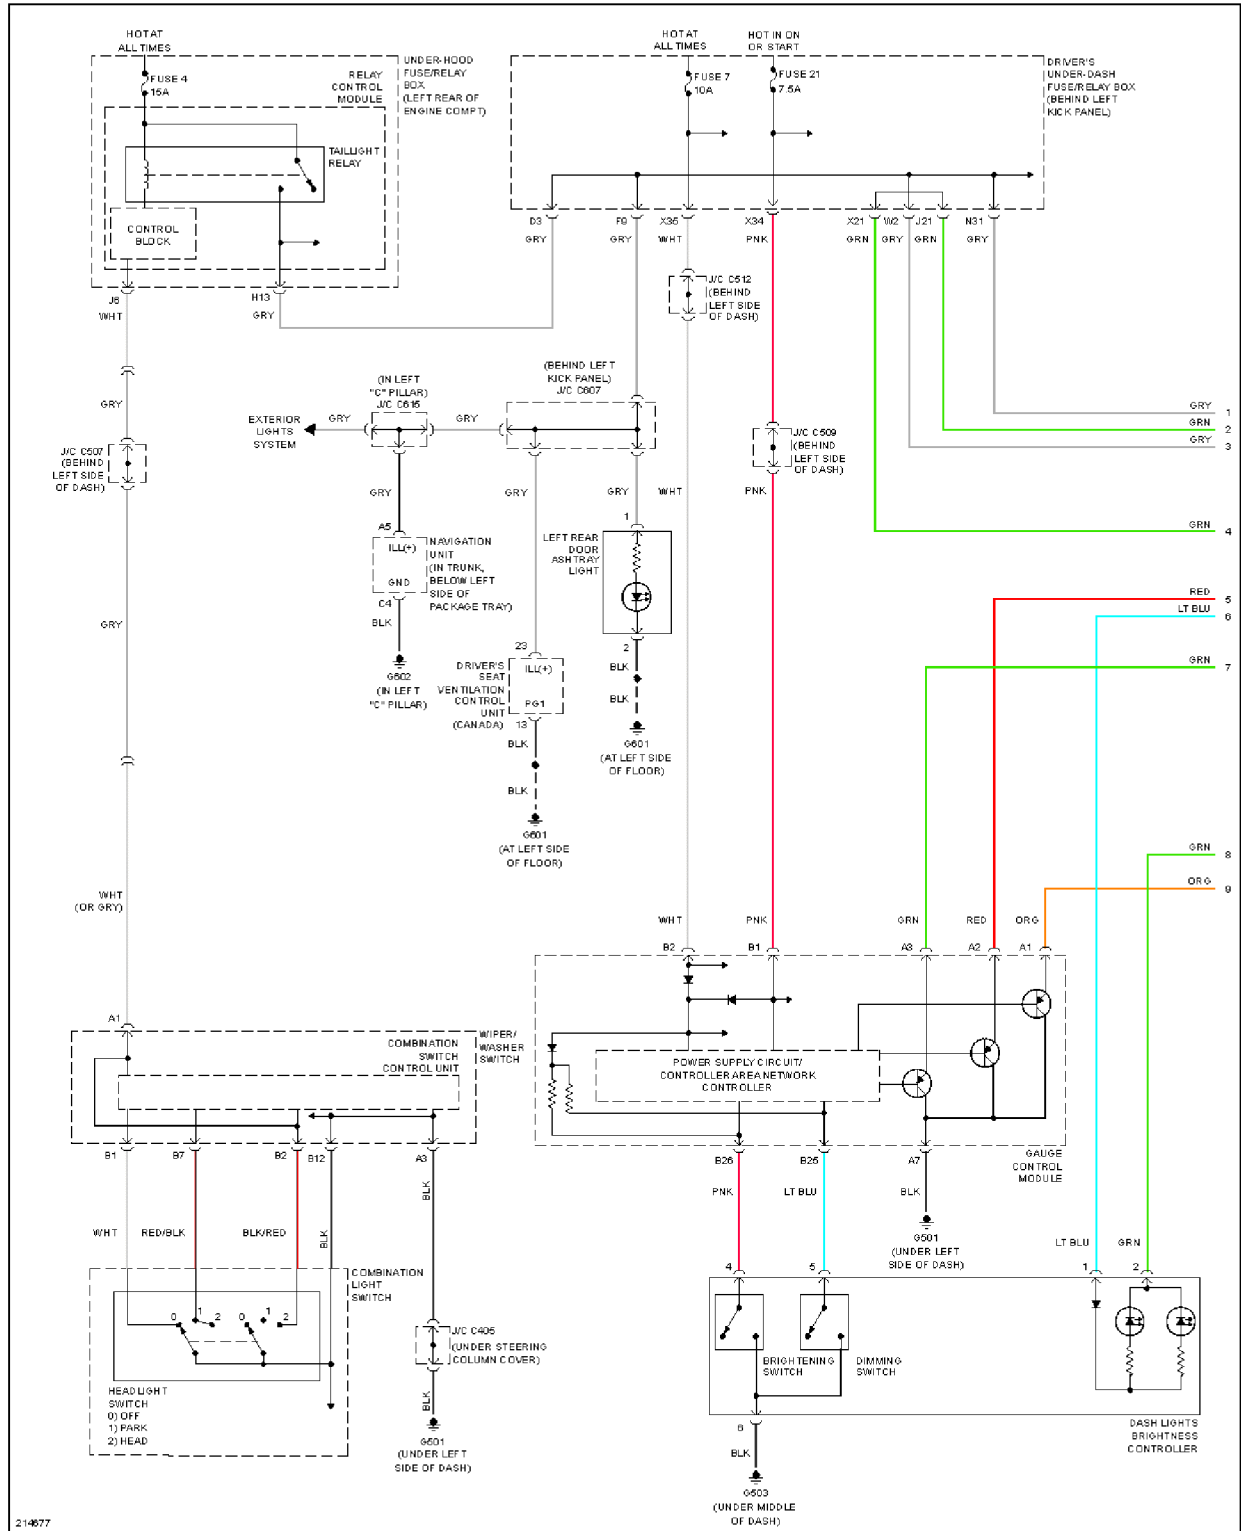 HOT AT
ALL TIMES
HOT AT
ALL TIMES
HOT IN ON
OR START
UNDER-HOOD
FUSE/RELAY
BOX
(LEFT REAR OF
ENGINE COMPT)
FUSE 4
15A
RELAY
CONTROL
MODULE
TAILLIGHT
RELAY
CONTROL
BLOCK
FUSE 7
10A
FUSE 21
7.5A
DRIVER'S
UNDER-DASH
FUSE/RELAY BOX
(BEHIND LEFT
KICK PANEL)
J6
H13
D3
F9
X35
X34
X21
W2
J21
N31
WHT
GRY
GRY
GRY
WHT
PNK
GRN
GRY
GRN
GRY
J/C C512
(BEHIND
LEFT SIDE
OF DASH)
(BEHIND LEFT
KICK PANEL)
J/C C607
(IN LEFT
"C" PILLAR)
J/C C615
GRY
EXTERIOR
LIGHTS
SYSTEM
GRY
GRY
GRY 1
GRN 2
GRY 3
J/C C507
(BEHIND
LEFT SIDE
OF DASH)
J/C C509
(BEHIND
LEFT SIDE
OF DASH)
GRY
GRY
GRY
WHT
PNK
GRN 4
A5
ILL(+)
GND
C4
NAVIGATION
UNIT
(IN TRUNK,
BELOW LEFT
SIDE OF
PACKAGE TRAY)
BLK
G602
(IN LEFT
"C" PILLAR)
1
LEFT REAR
DOOR
ASHTRAY
LIGHT
2
BLK
BLK
G601
(AT LEFT SIDE
OF FLOOR)
GRY
RED 5
LT BLU 6
GRN 7
23
DRIVER'S
SEAT
VENTILATION
CONTROL
UNIT
(CANADA)
ILL(+)
PG1
13
BLK
BLK
G601
(AT LEFT SIDE
OF FLOOR)
GRN 8
ORG 9
WHT
(OR GRY)
WHT
PNK
GRN
RED
ORG
B2
B1
A3
A2
A1
A1
COMBINATION
SWITCH
CONTROL UNIT
WIPER/
WASHER
SWITCH
POWER SUPPLY CIRCUIT/
CONTROLLER AREA NETWORK
CONTROLLER
B1
B7
B2
B12
A3
B26
B25
A7
GAUGE
CONTROL
MODULE
BLK
PNK
LT BLU
BLK
WHT
RED/BLK
BLK/RED
BLK
G501
(UNDER LEFT
SIDE OF DASH)
LT BLU
GRN
4
5
1
2
COMBINATION
LIGHT
SWITCH
0
1
2
0
1
2
J/C C405
(UNDER STEERING
COLUMN COVER)
BRIGHTENING
SWITCH
DIMMING
SWITCH
HEADLIGHT
SWITCH
0) OFF
1) PARK
2) HEAD
BLK
G501
(UNDER LEFT
SIDE OF DASH)
6
BLK
G503
(UNDER MIDDLE
OF DASH)
DASH LIGHTS
BRIGHTNESS
CONTROLLER
214677